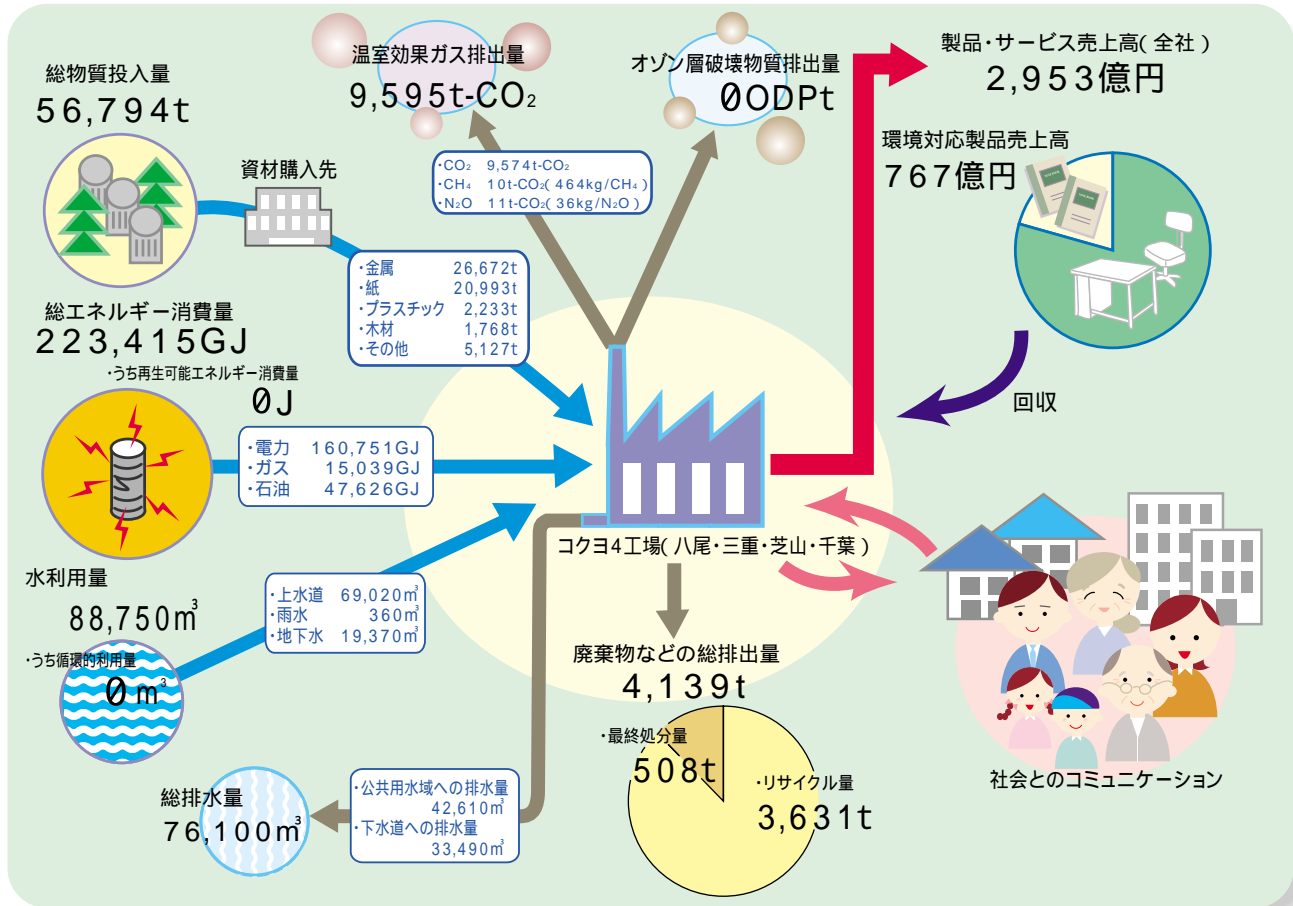 総物質投入量
56,794t
資材購入先
・金属 26,672t
・紙 20,993t
・プラスチック 2,233t
・木材 1,768t
・その他 5,127t
総エネルギー消費量
223,415GJ
・うち再生可能エネルギー消費量
0J
・電力 160,751GJ
・ガス 15,039GJ
・石油 47,626GJ
水利用量
88,750m³
・うち循環的利用量
0m³
・上水道 69,020m³
・雨水 360m³
・地下水 19,370m³
総排水量
76,100m³
・公共用水域への排水量
42,610m³
・下水道への排水量
33,490m³
温室効果ガス排出量
9,595t-CO₂
・CO₂ 9,574t-CO₂
・CH₄ 10t-CO₂(464kg/CH₄)
・N₂O 11t-CO₂(36kg/N₂O)
オゾン層破壊物質排出量
0ODPt
コクヨ4工場(八尾・三重・芝山・千葉)
廃棄物などの総排出量
4,139t
・最終処分量
508t
・リサイクル量
3,631t
製品・サービス売上高(全社)
2,953億円
環境対応製品売上高
767億円
回収
社会とのコミュニケーション